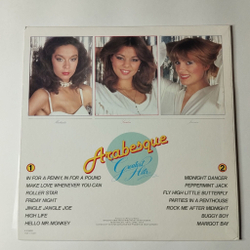 Arabesque
Greatest Hits
1
IN FOR A PENNY, IN FOR A POUND
MAKE LOVE WHENEVER YOU CAN
ROLLER STAR
FRIDAY NIGHT
JINGLE JANGLE JOE
HIGH LIFE
HELLO MR. MONKEY
2
MIDNIGHT DANCER
PEPPERMINT JACK
FLY HIGH LITTLE BUTTERFLY
PARTIES IN A PENTHOUSE
ROCK ME AFTER MIDNIGHT
BUGGY BOY
MARIGOT BAY